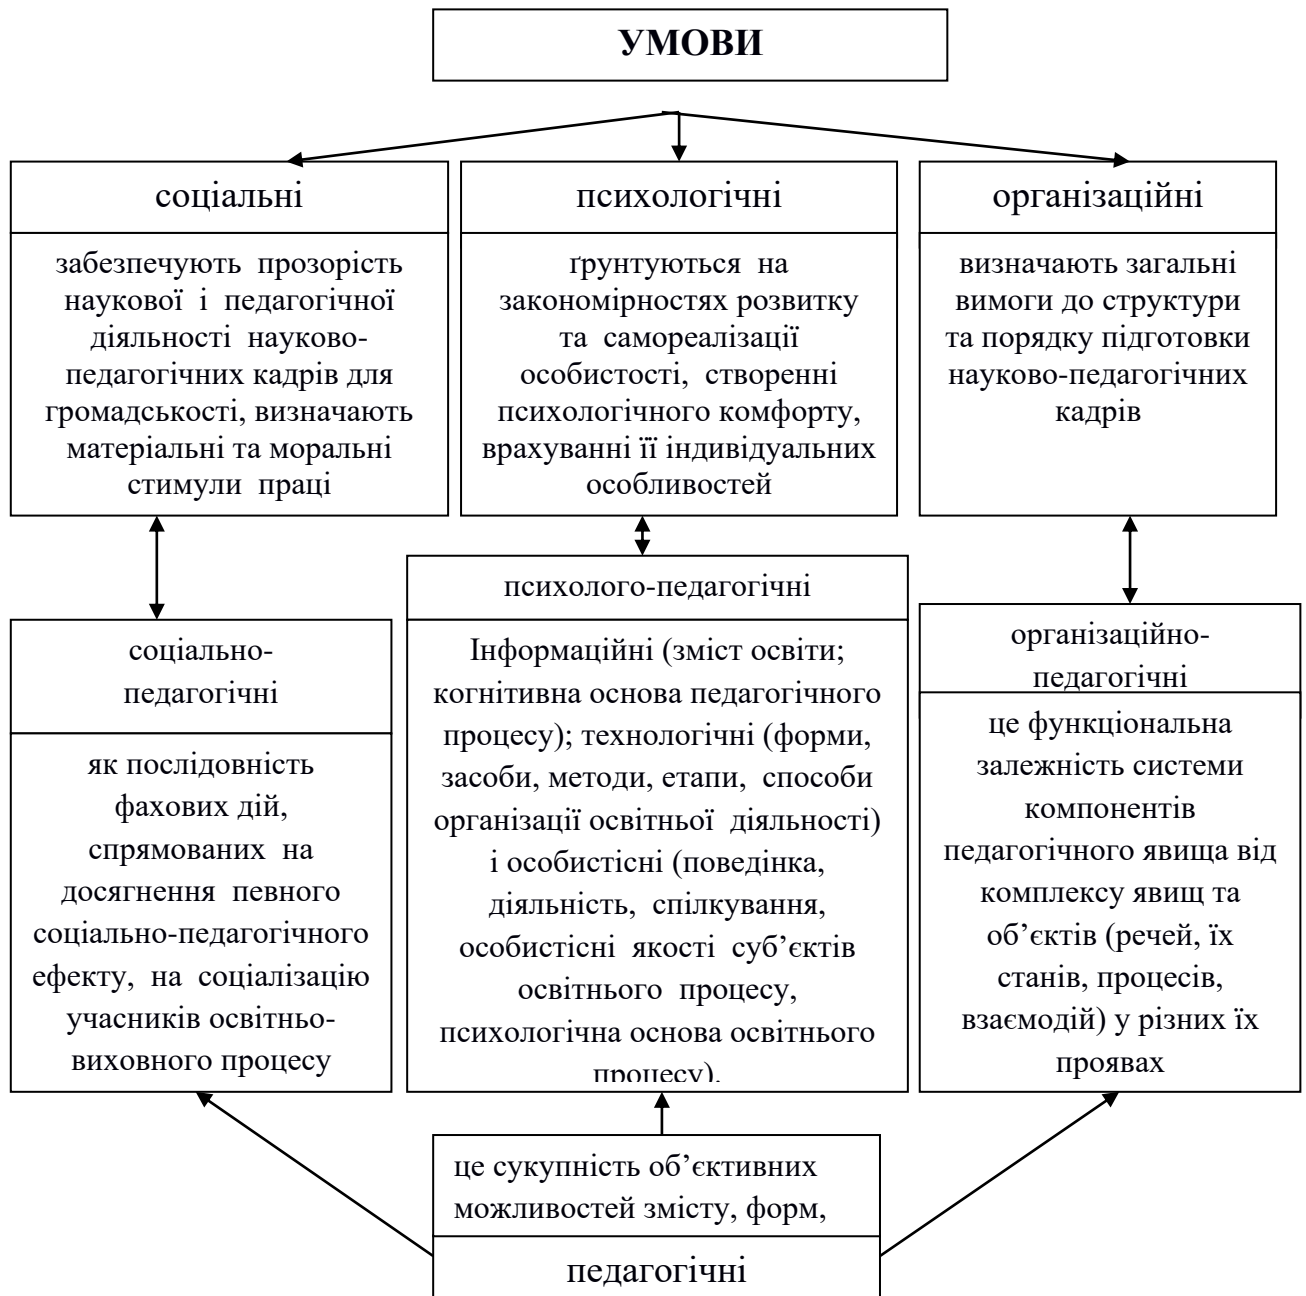 УМОВИ
соціальні
забезпечують прозорість
наукової і педагогічної
діяльності науково-
педагогічних кадрів для
громадськості, визначають
матеріальні та моральні
стимули праці
психологічні
ґрунтуються на
закономірностях розвитку
та самореалізації
особистості, створенні
психологічного комфорту,
врахуванні її індивідуальних
особливостей
організаційні
визначають загальні
вимоги до структури
та порядку підготовки
науково-педагогічних
кадрів
соціально-
педагогічні
як послідовність
фахових дій,
спрямованих на
досягнення певного
соціально-педагогічного
ефекту, на соціалізацію
учасників освітньо-
виховного процесу
психолого-педагогічні
Інформаційні (зміст освіти;
когнітивна основа педагогічного
процесу); технологічні (форми,
засоби, методи, етапи, способи
організації освітньої діяльності)
і особистісні (поведінка,
діяльність, спілкування,
особистісні якості суб’єктів
освітнього процесу,
психологічна основа освітнього
процесу).
організаційно-
педагогічні
це функціональна
залежність системи
компонентів
педагогічного явища від
комплексу явищ та
об’єктів (речей, їх
станів, процесів,
взаємодій) у різних їх
проявах
це сукупність об’єктивних
можливостей змісту, форм,
педагогічні